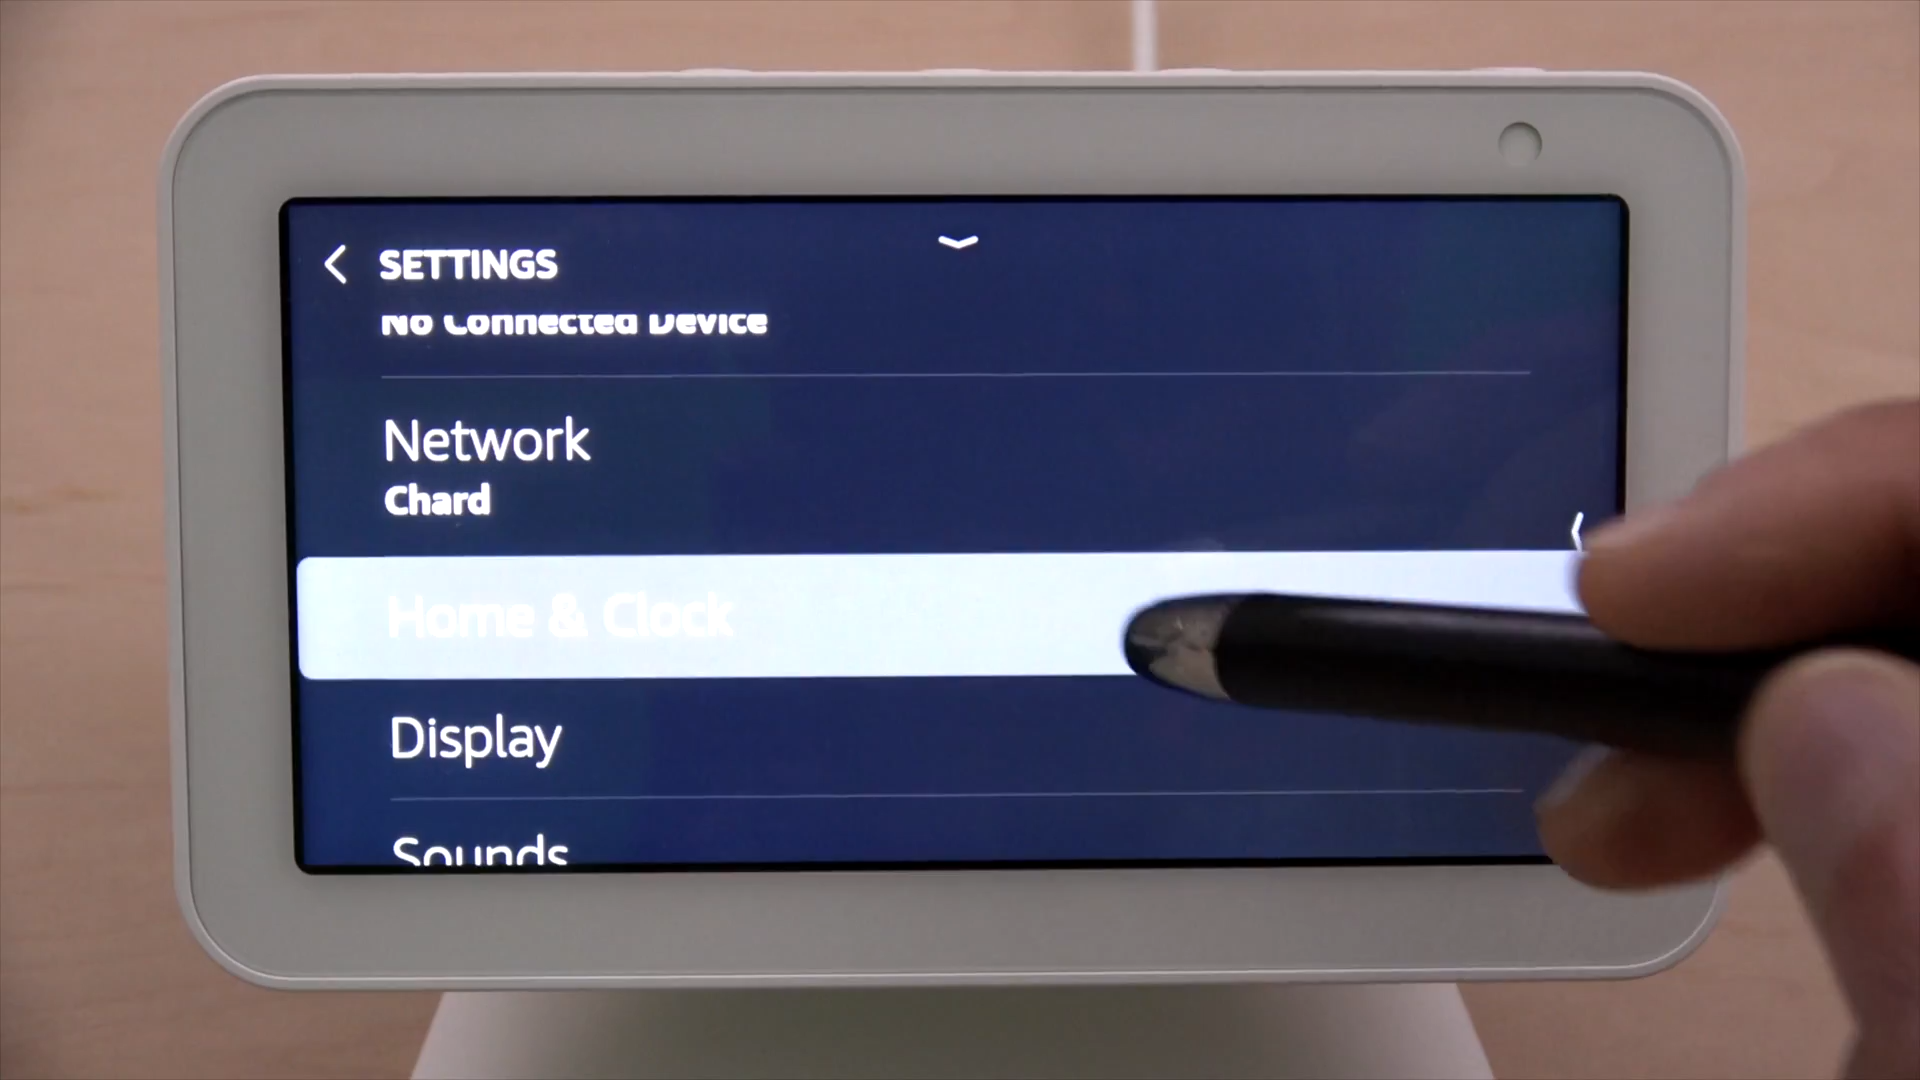 SETTINGS
No Connected Device
Network
Chard
Home & Clock
Display
Sounds